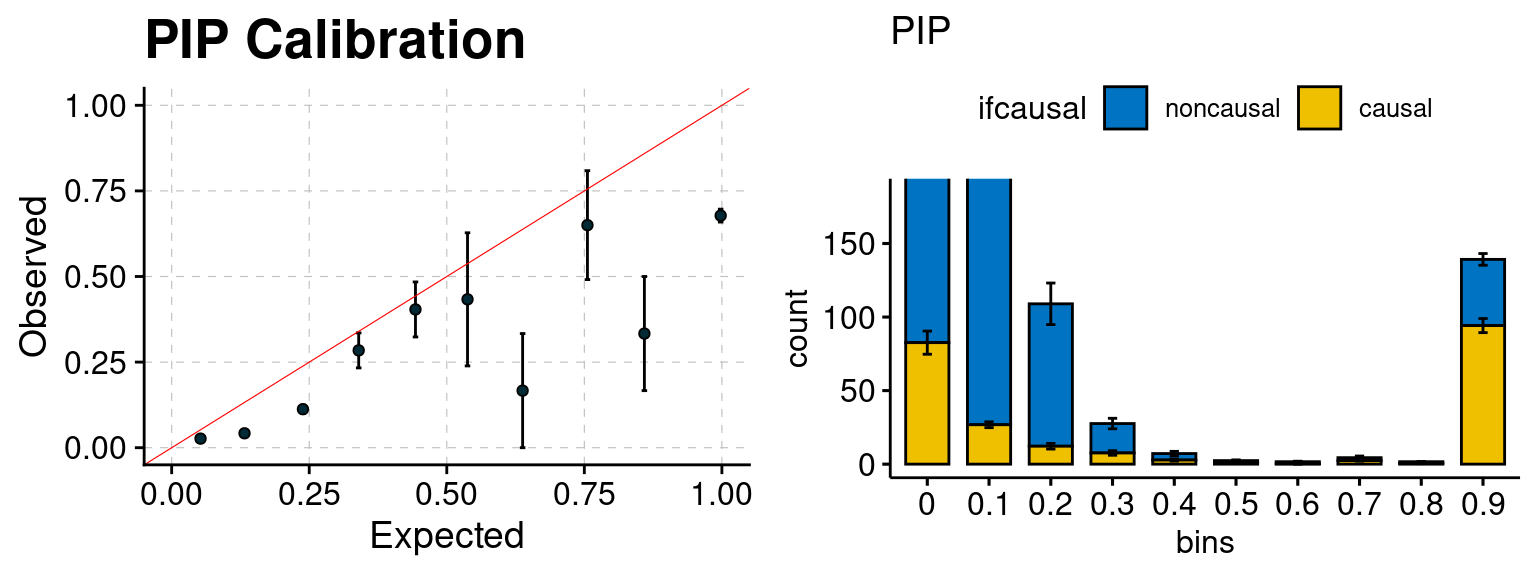 PIP Calibration
1.00
0.75
0.50
0.25
0.00
Observed
0.00 0.25 0.50 0.75 1.00
Expected
PIP
ifcausal noncausal causal
150
100
50
0
count
0 0.1 0.2 0.3 0.4 0.5 0.6 0.7 0.8 0.9
bins